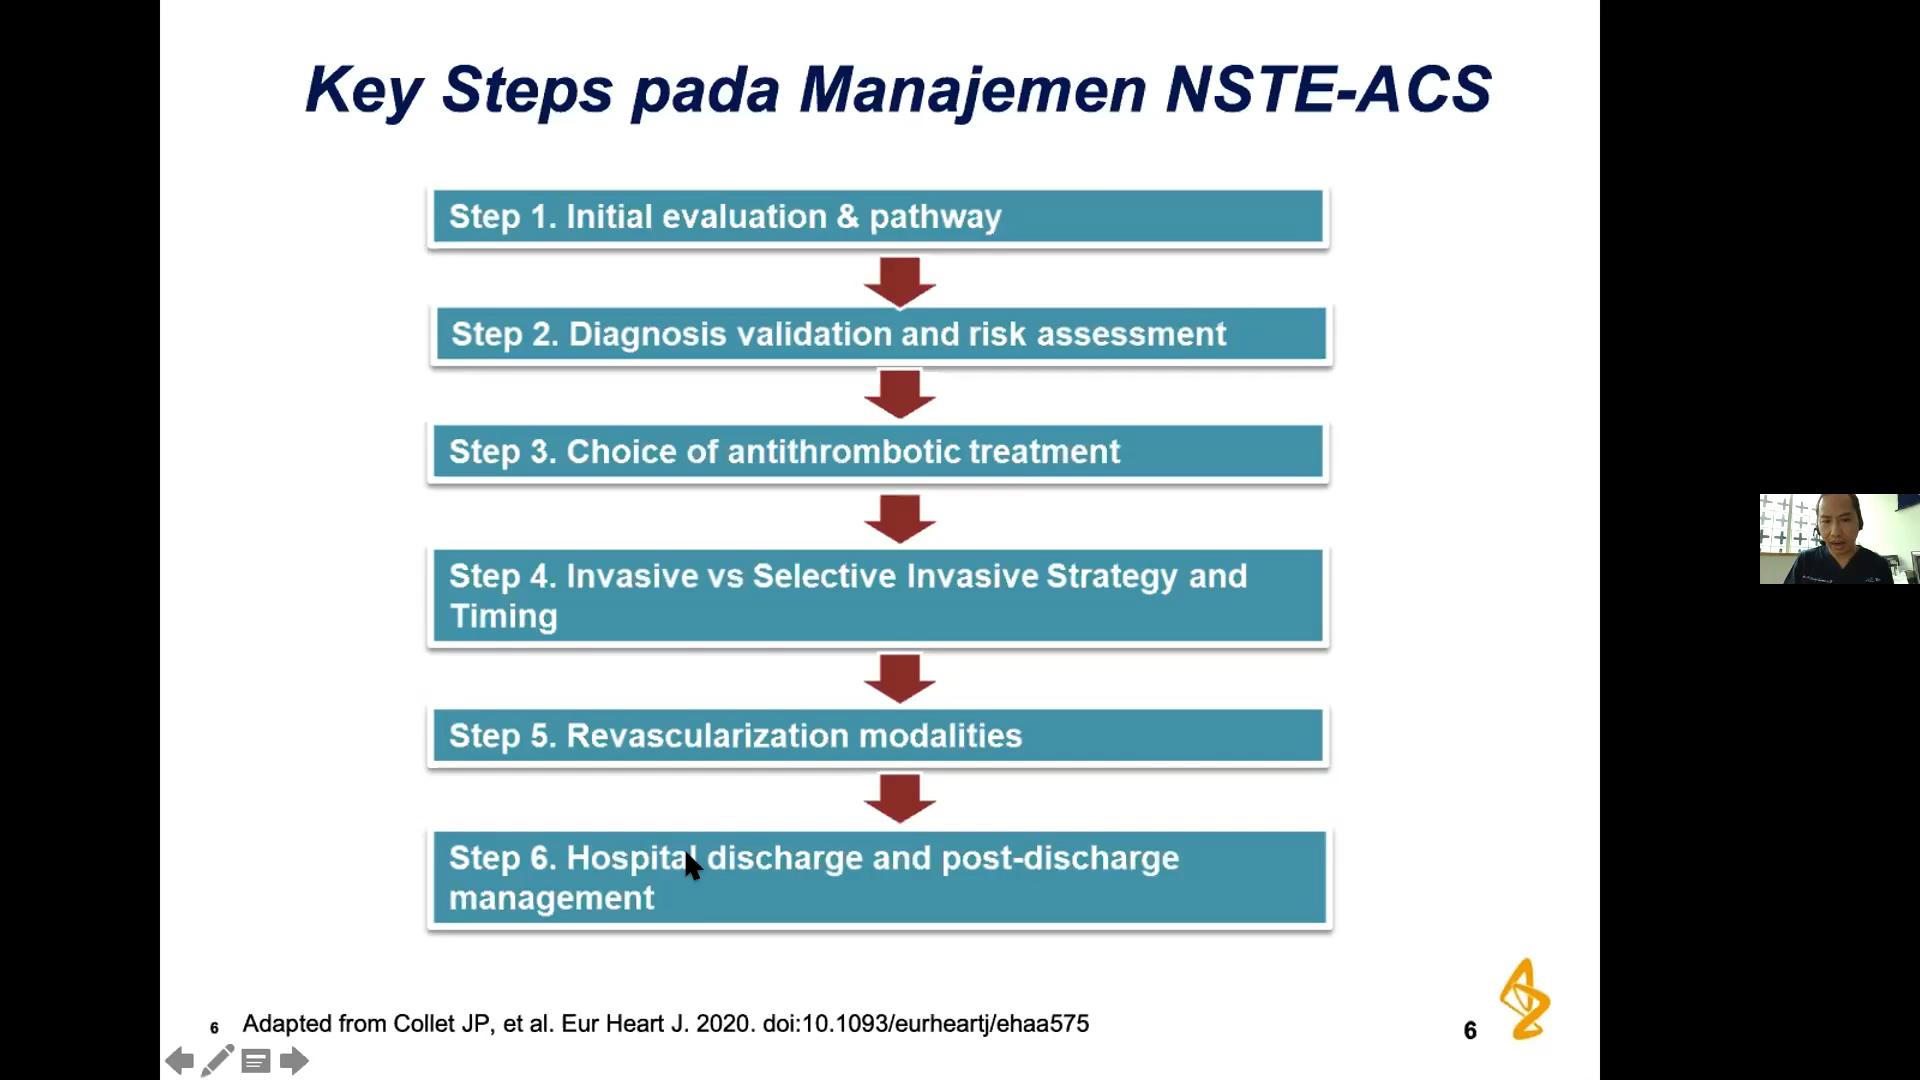 Key Steps pada Manajemen NSTE-ACS
Step 1. Initial evaluation & pathway
Step 2. Diagnosis validation and risk assessment
Step 3. Choice of antithrombotic treatment
Step 4. Invasive vs Selective Invasive Strategy and
Timing
Step 5. Revascularization modalities
Step 6. Hospital discharge and post-discharge
management
6 Adapted from Collet JP, et al. Eur Heart J. 2020. doi:10.1093/eurheartj/ehaa575
6